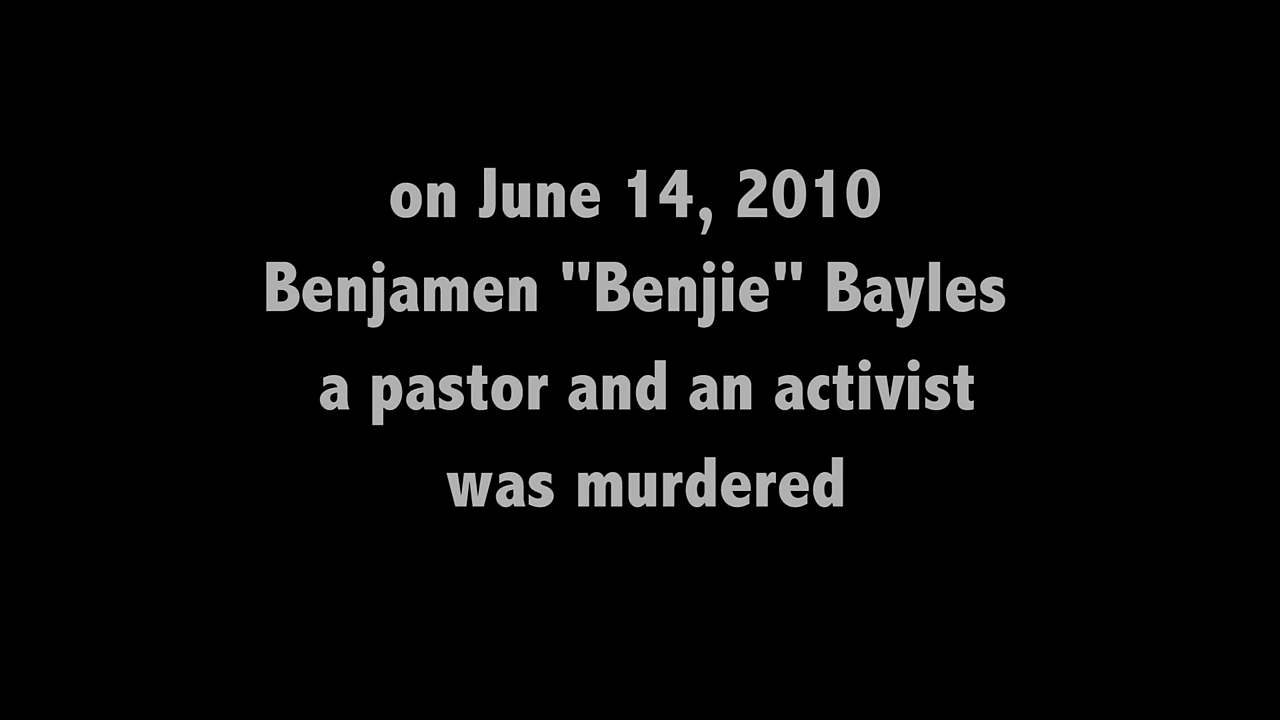 on June 14, 2010
Benjamen "Benjie" Bayles
a pastor and an activist
was murdered